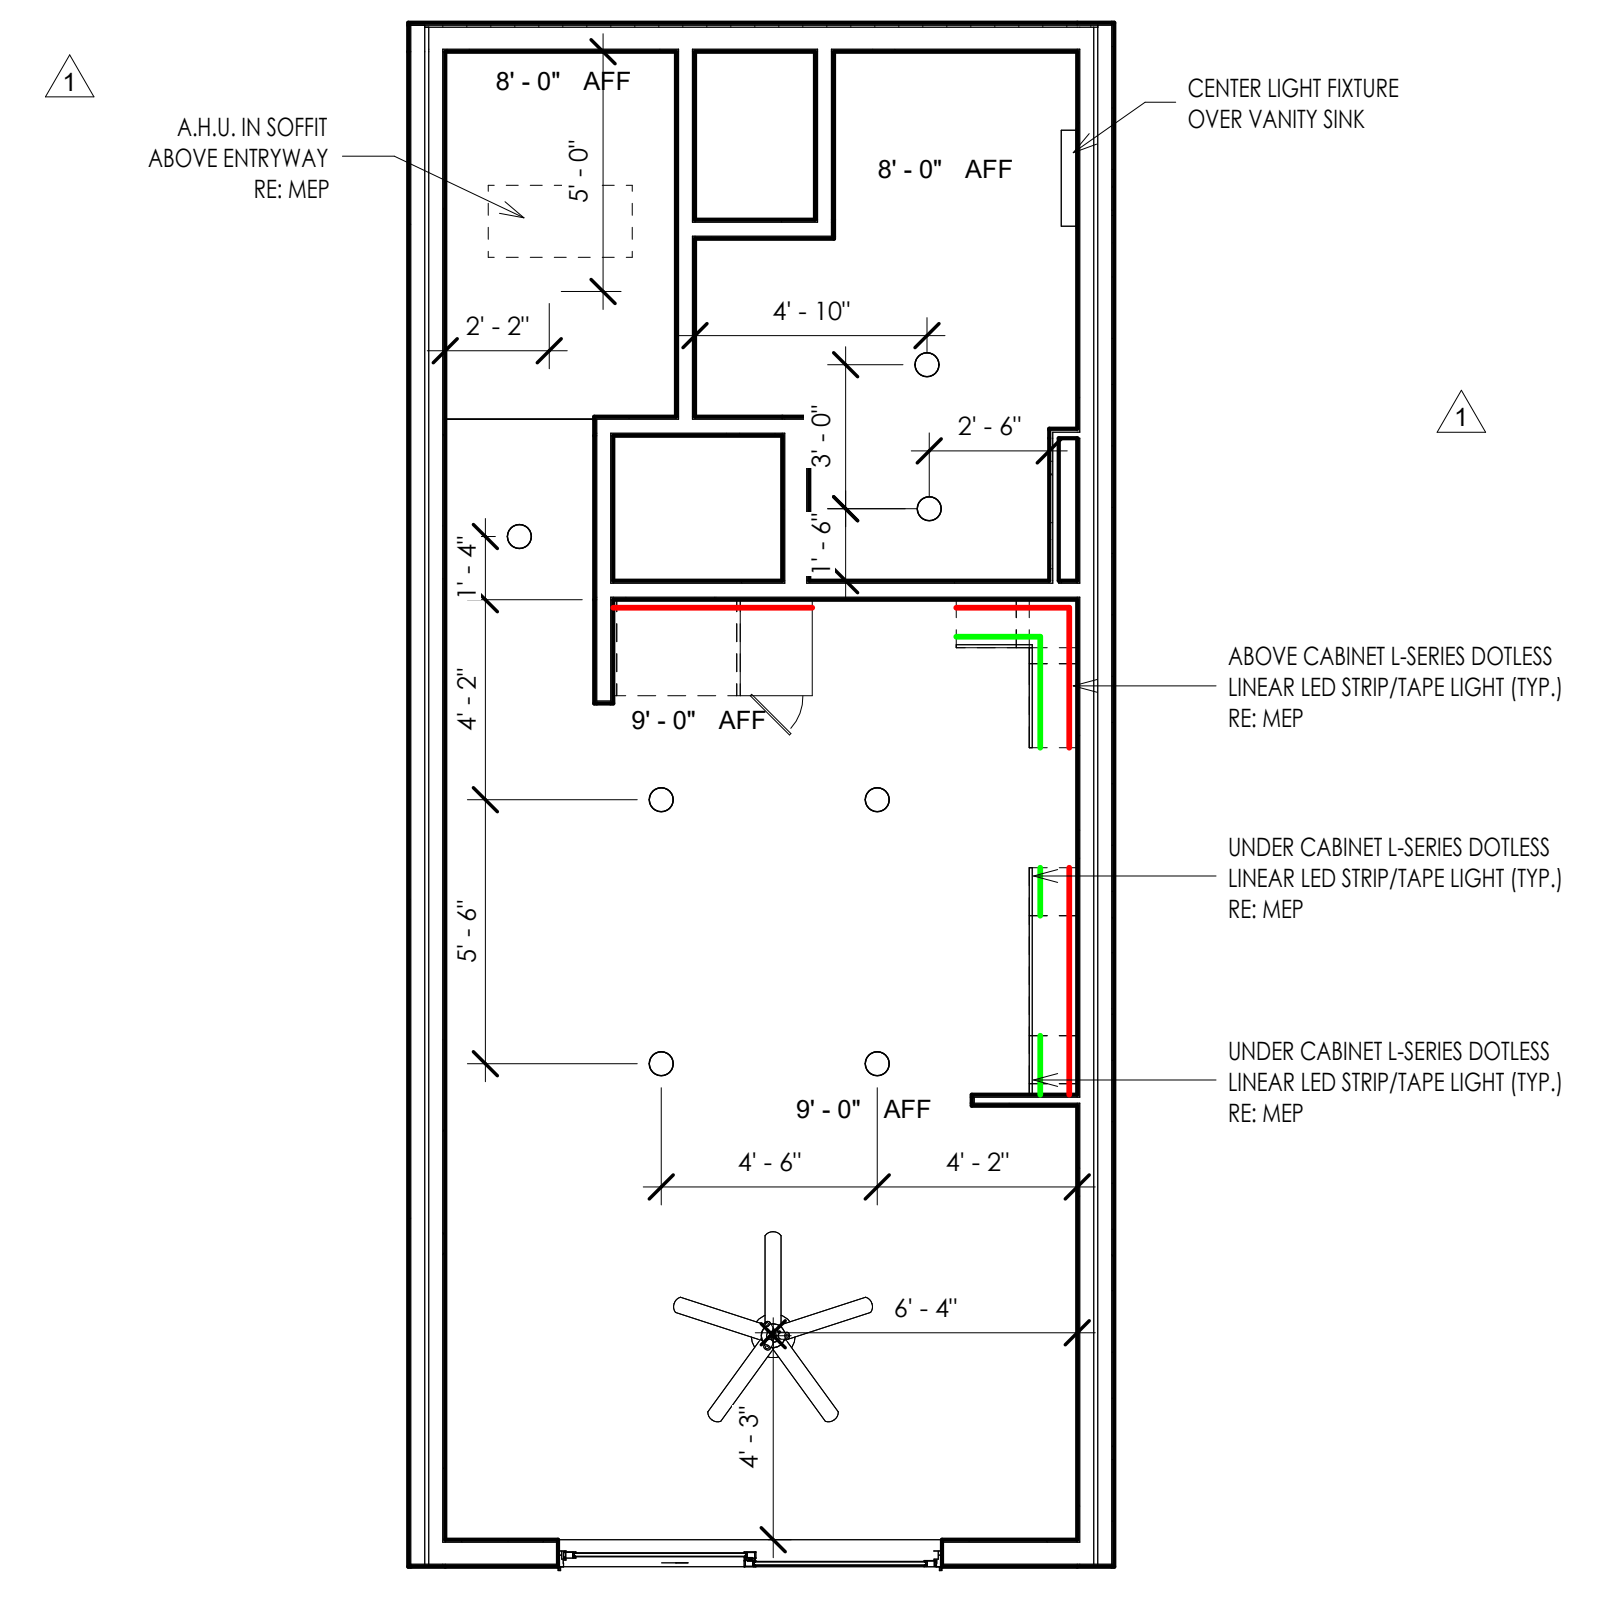 1
8' - 0" AFF
A.H.U. IN SOFFIT
ABOVE ENTRYWAY
RE: MEP
5' - 0"
2' - 2"
CENTER LIGHT FIXTURE
OVER VANITY SINK
8' - 0" AFF
4' - 10"
3' - 0"
2' - 6"
1' - 6"
1
1' - 4"
4' - 2"
9' - 0" AFF
ABOVE CABINET L-SERIES DOTLESS
LINEAR LED STRIP/TAPE LIGHT (TYP.)
RE: MEP
5' - 6"
UNDER CABINET L-SERIES DOTLESS
LINEAR LED STRIP/TAPE LIGHT (TYP.)
RE: MEP
UNDER CABINET L-SERIES DOTLESS
LINEAR LED STRIP/TAPE LIGHT (TYP.)
RE: MEP
9' - 0" AFF
4' - 6"
4' - 2"
6' - 4"
4' - 3"